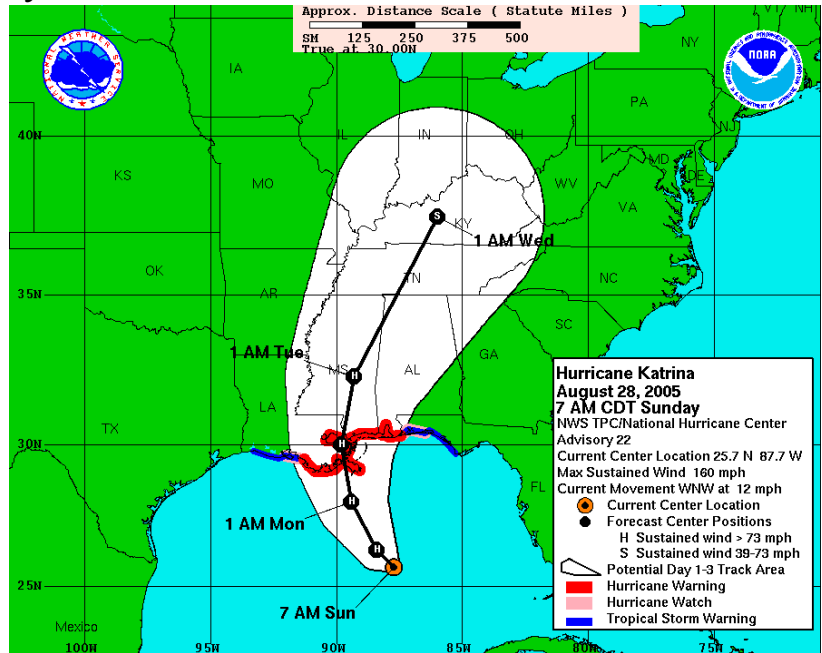 Approx. Distance Scale ( Statute Miles )
SM 125 250 375 500
True at 30.00N
NATIONAL WEATHER SERVICE
NOAA
VT NH
NY
IA
PA
NJ
40N
IL IN OH
MD
DE
KS
MO
WV
VA
KY
1 AM Wed
S
OK
TN
NC
35N
AR
SC
1 AM Tue
H
MS
AL
GA
LA
TX
30N
H
FL
H
1 AM Mon
H
25N
7 AM Sun
Mexico
100W 95W 90W 85W 80W 75W
Hurricane Katrina
August 28, 2005
7 AM CDT Sunday
NWS TPC/National Hurricane Center
Advisory 22
Current Center Location 25.7 N 87.7 W
Max Sustained Wind 160 mph
Current Movement WNW at 12 mph
Current Center Location
Forecast Center Positions
H Sustained wind > 73 mph
S Sustained wind 39-73 mph
Potential Day 1-3 Track Area
Hurricane Warning
Hurricane Watch
Tropical Storm Warning